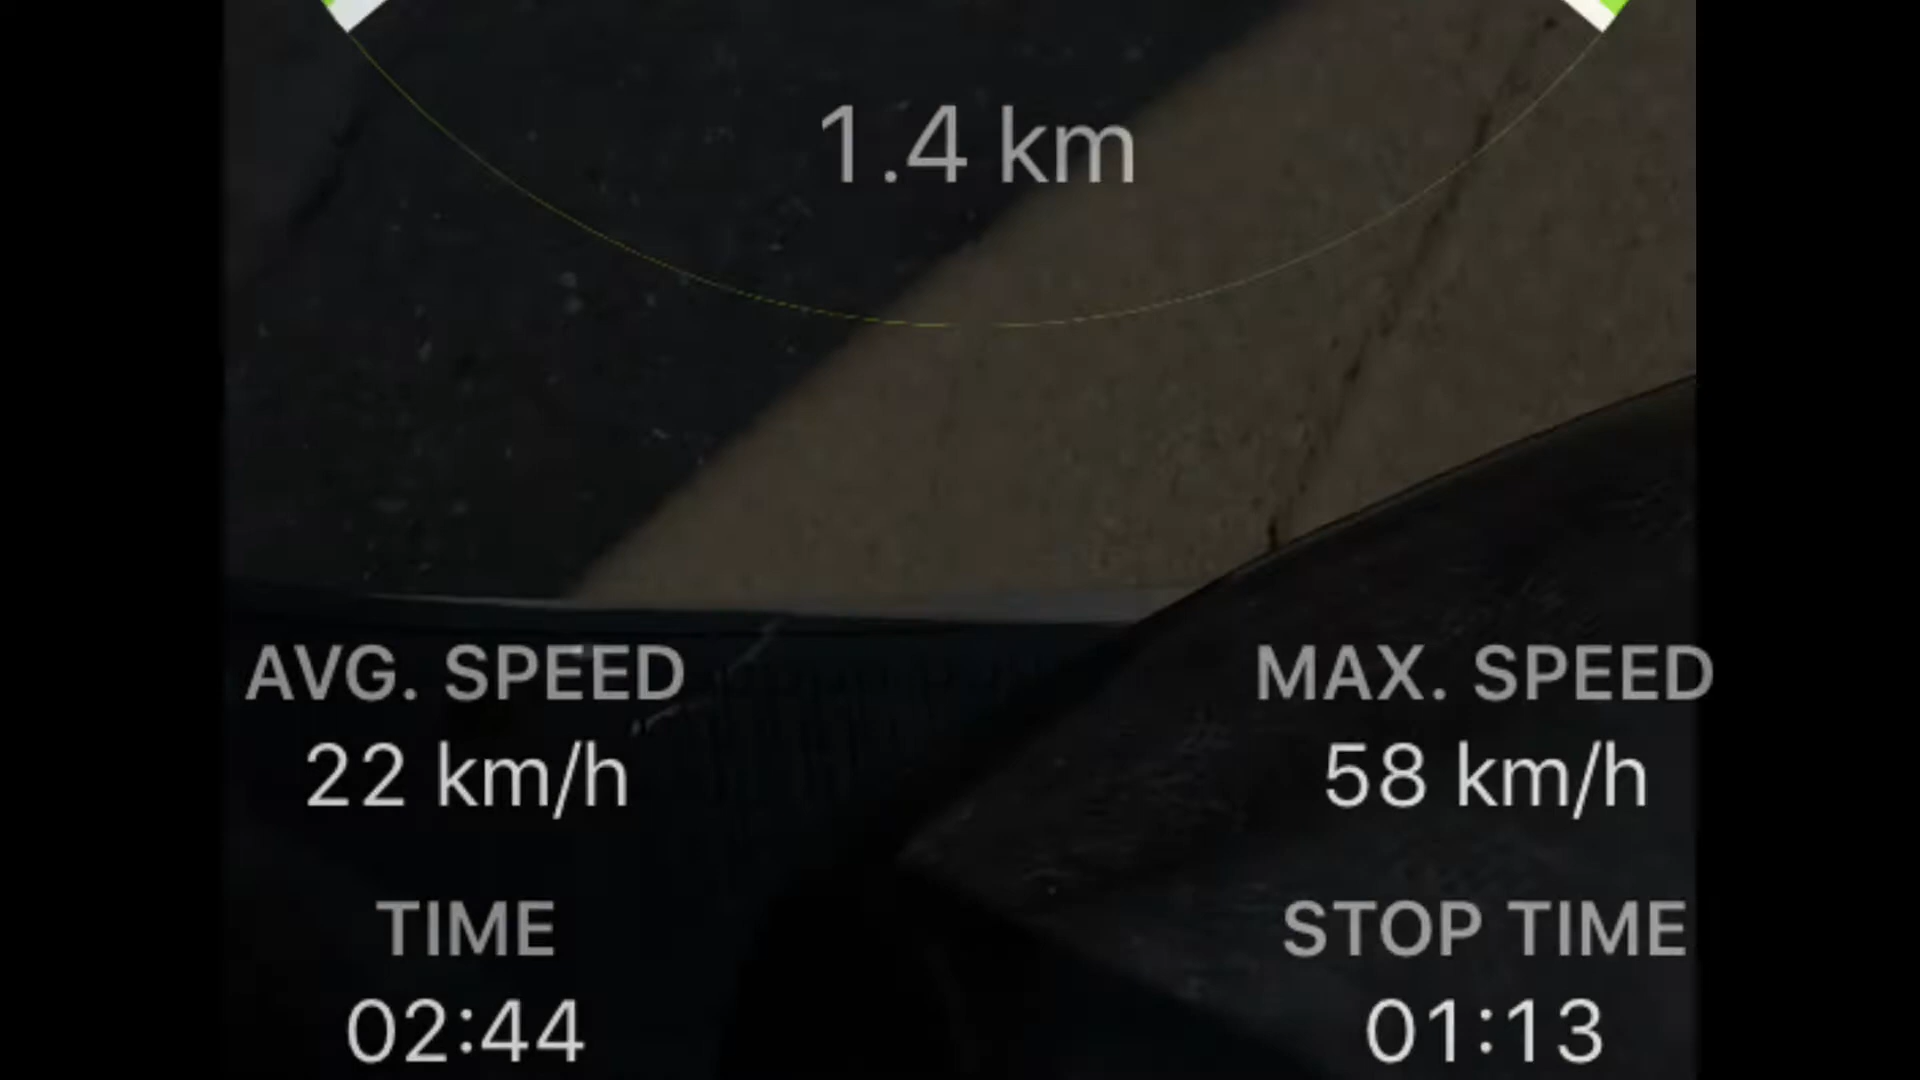 1.4 km
AVG. SPEED
MAX. SPEED
22 km/h
58 km/h
TIME
STOP TIME
02:44
01:13